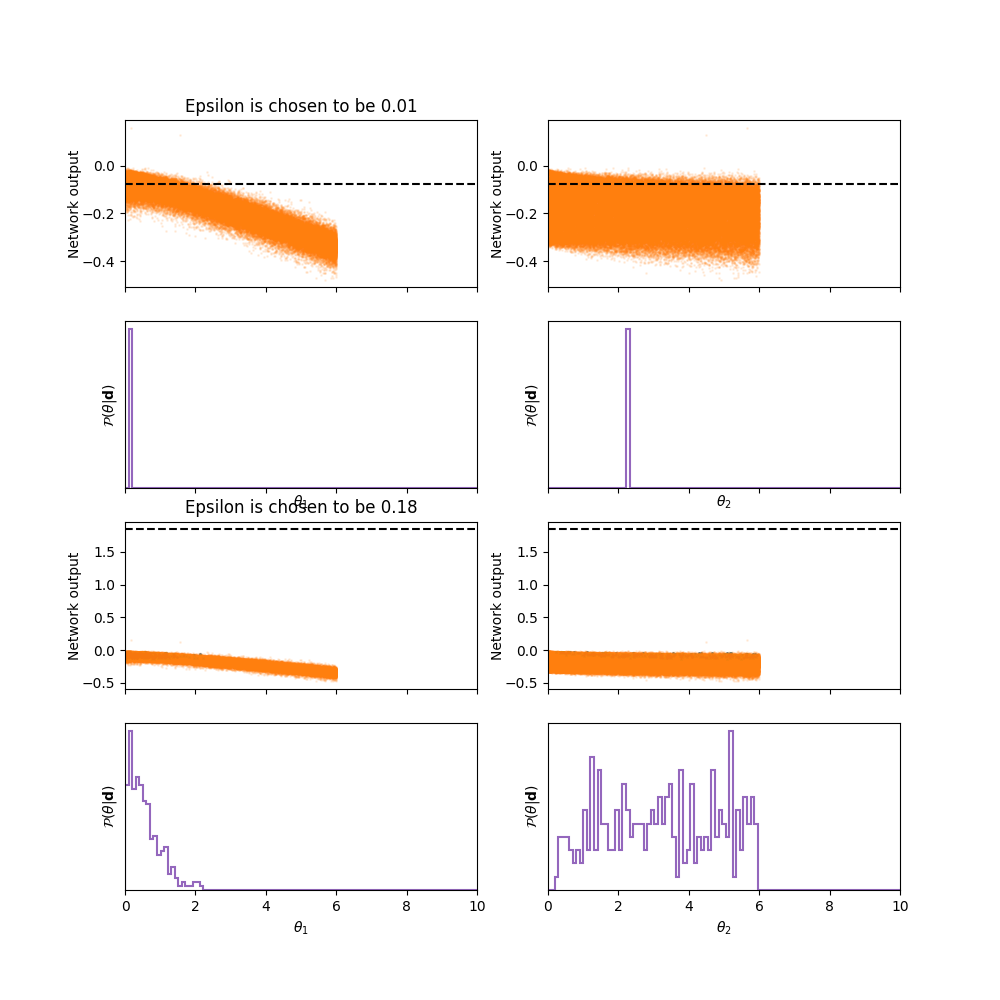 Epsilon is chosen to be 0.01
Network output
0.0
−0.2
−0.4
Network output
0.0
−0.2
−0.4
𝒫(θ|𝐝)
θ₁
𝒫(θ|𝐝)
θ₂
Epsilon is chosen to be 0.18
Network output
1.5
1.0
0.5
0.0
−0.5
Network output
1.5
1.0
0.5
0.0
−0.5
𝒫(θ|𝐝)
0 2 4 6 8 10
θ₁
𝒫(θ|𝐝)
0 2 4 6 8 10
θ₂